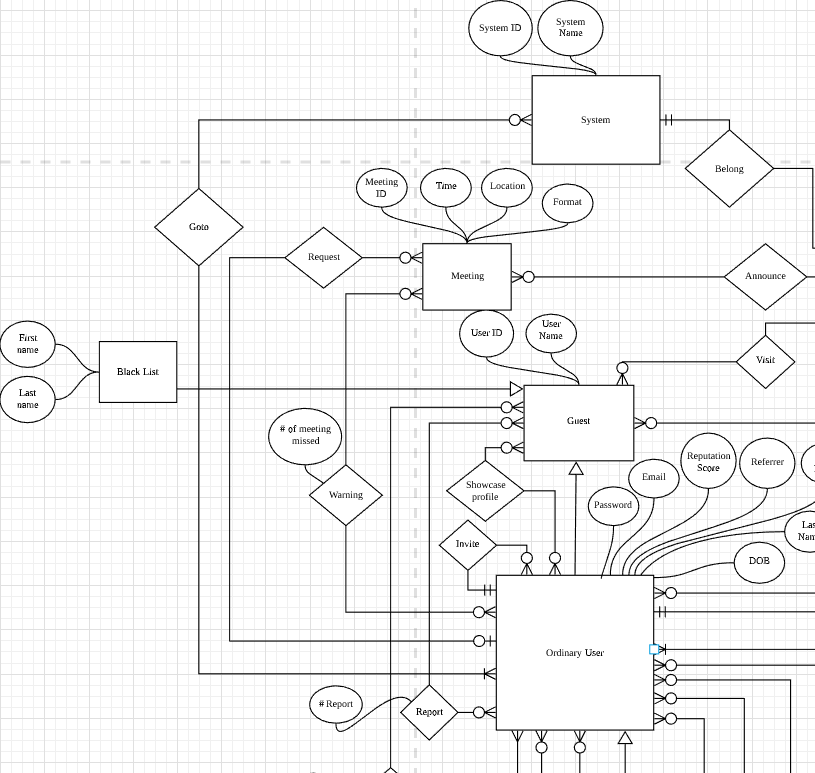 System ID
System
Name
System
Belong
Meeting
ID
Time
Location
Format
Goto
Request
Meeting
Announce
User ID
User
Name
Visit
First
name
Black List
Last
name
Guest
# of meeting
missed
Showcase
profile
Warning
Password
Email
Reputation
Score
Referrer
Invite
Las
Nam
DOB
Ordinary User
# Report
Report